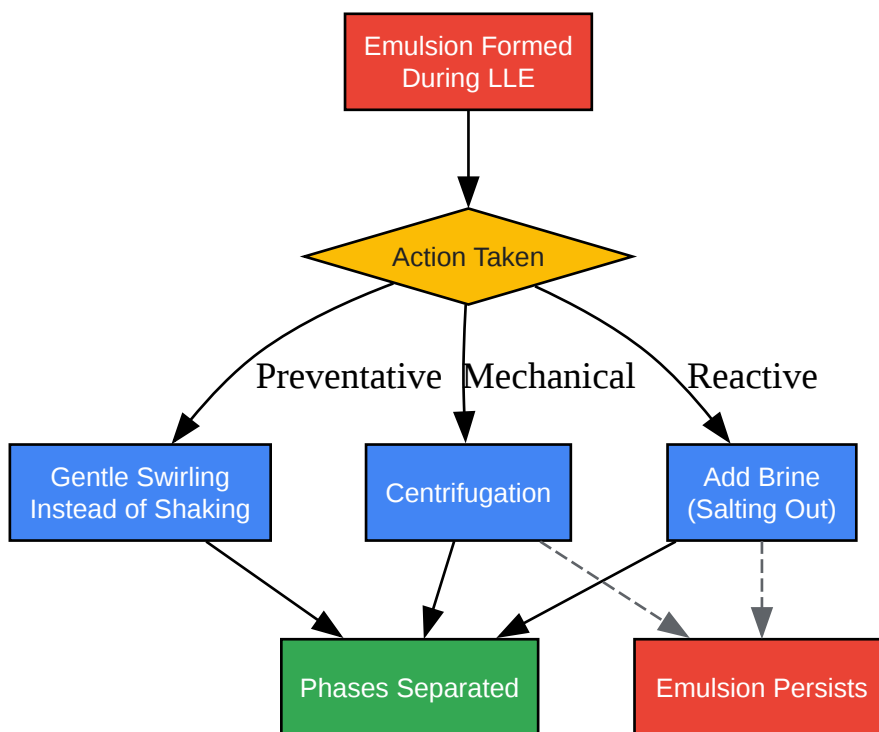 Emulsion Formed
During LLE
Action Taken
Preventative
Mechanical
Reactive
Gentle Swirling
Instead of Shaking
Centrifugation
Add Brine
(Salting Out)
Phases Separated
Emulsion Persists